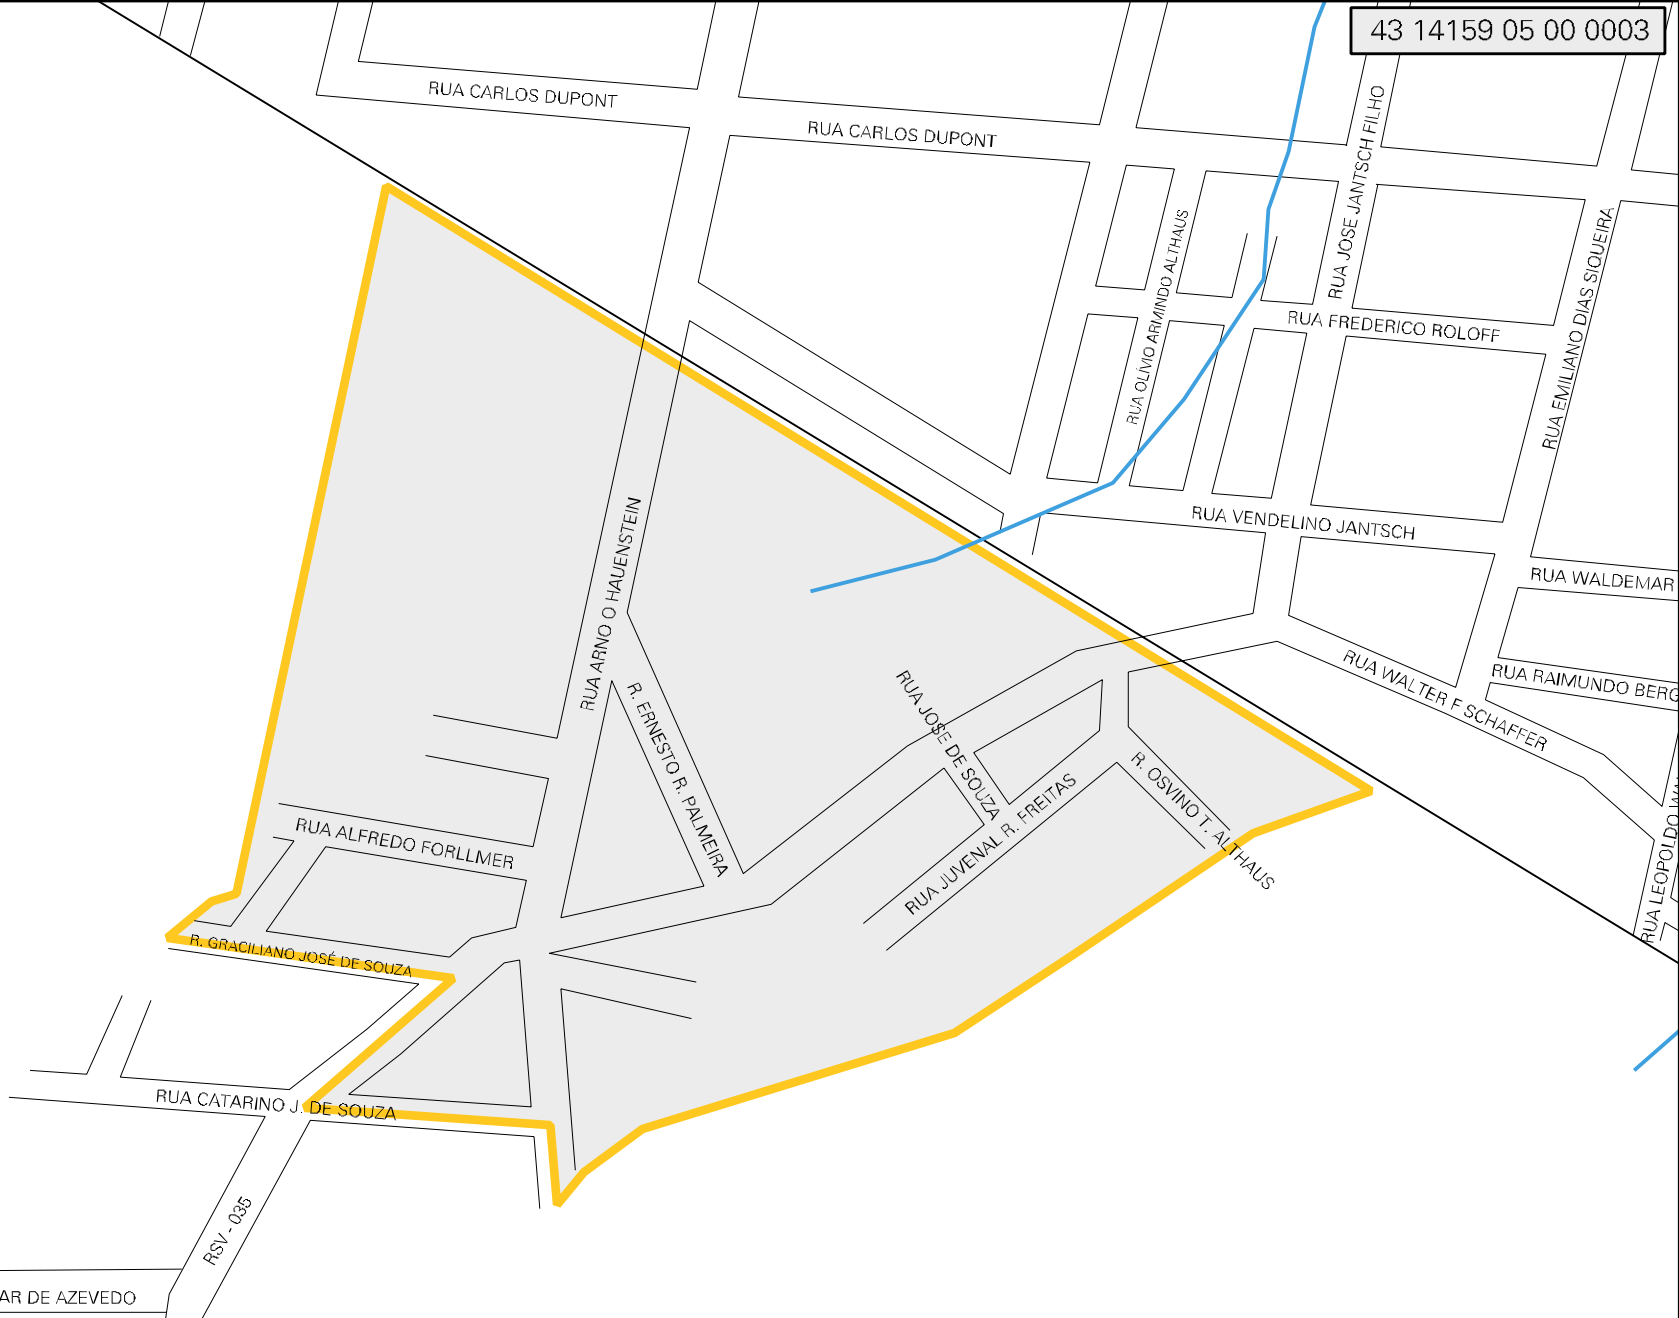 43 14159 05 00 0003
RUA CARLOS DUPONT
RUA CARLOS DUPONT
RUA JOSE JANTSCH FILHO
RUA OLÍVIO ARMINDO ALTHAUS
RUA EMILIANO DIAS SIQUEIRA
RUA FREDERICO ROLOFF
RUA VENDELINO JANTSCH
RUA WALDEMAR
RUA ARNO O HAUENSTEIN
RUA WALTER F SCHAFFER
RUA RAIMUNDO BERG
R. ERNESTO R. PALMEIRA
RUA JOSE DE SOUZA
R. OSVINO T. ALTHAUS
RUA JUVENAL R. FREITAS
RUA ALFREDO FORLLMER
RUA LEOPOLDO
R. GRACILIANO JOSÉ DE SOUZA
RUA CATARINO J. DE SOUZA
RSV - 035
AR DE AZEVEDO